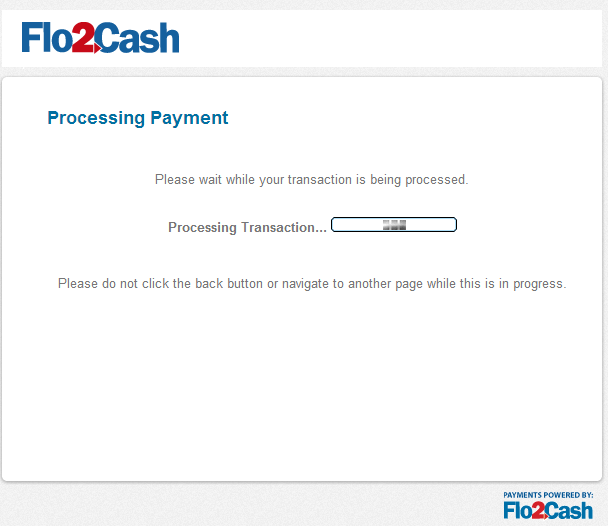 Flo2Cash
Processing Payment
Please wait while your transaction is being processed.
Processing Transaction...
Please do not click the back button or navigate to another page while this is in progress.
PAYMENTS POWERED BY:
Flo2Cash